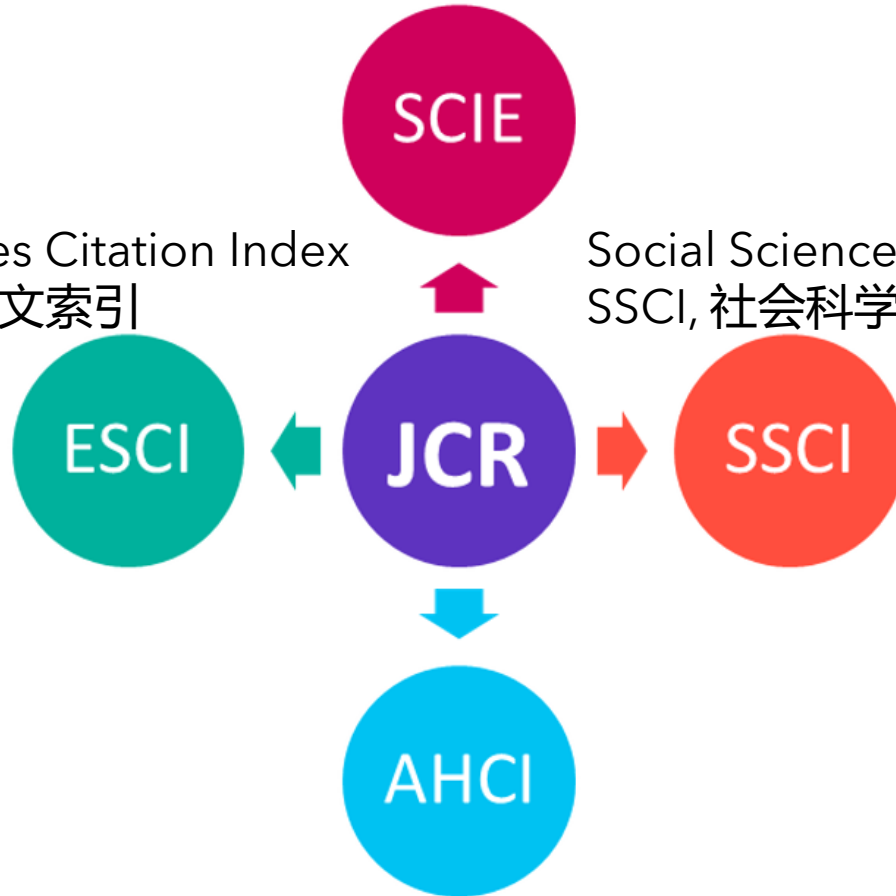 SCIE
es Citation Index
文索引
Social Science
SSCI, 社会科学
ESCI
JCR
SSCI
AHCI